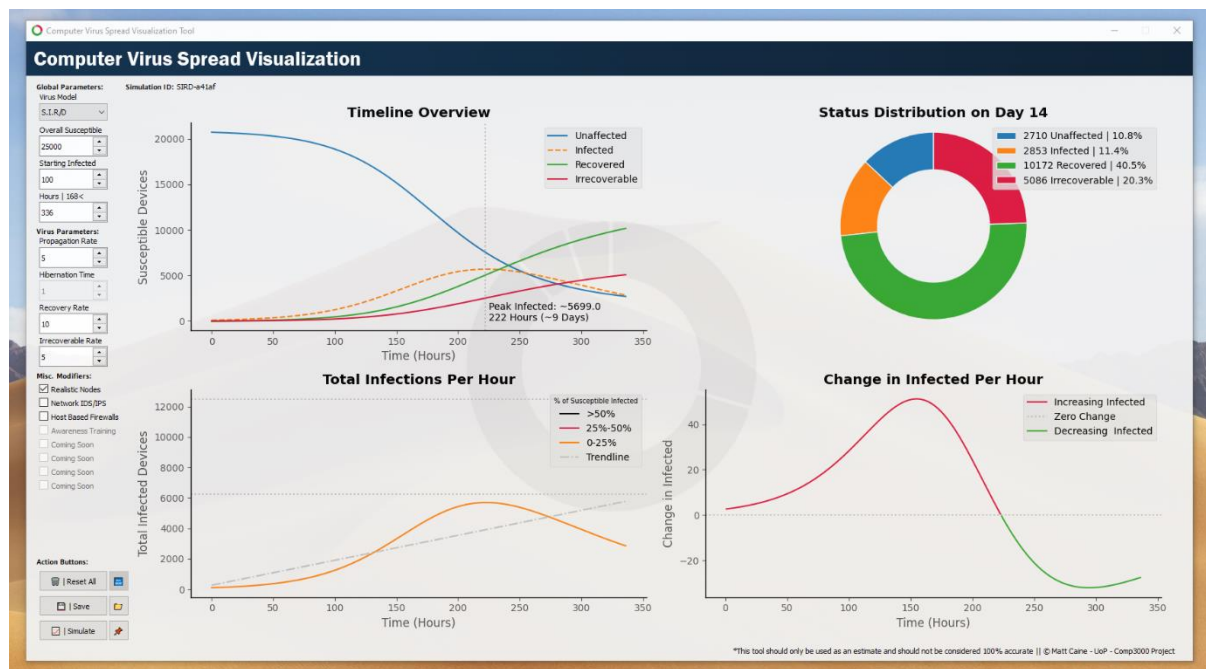 Computer Virus Spread Visualization Tool
Computer Virus Spread Visualization
Global Parameters:
Simulation ID: SIRD-a41af
Virus Model
S.I.R/D
Overall Susceptible
25000
Starting Infected
100
Hours | 168<
336
Virus Parameters:
Propagation Rate
5
Hibernation Time
1
Recovery Rate
10
Irrecoverable Rate
5
Misc. Modifiers:
Realistic Nodes
Network IDS/IPS
Host Based Firewalls
Awareness Training
Coming Soon
Coming Soon
Coming Soon
Coming Soon
Action Buttons:
| Reset All
| Save
| Simulate
Timeline Overview
Unaffected
Infected
Recovered
Irrecoverable
Susceptible Devices
20000
15000
10000
5000
0
Peak Infected: ~5699.0
222 Hours (~9 Days)
0 50 100 150 200 250 300 350
Time (Hours)
Status Distribution on Day 14
2710 Unaffected | 10.8%
2853 Infected | 11.4%
10172 Recovered | 40.5%
5086 Irrecoverable | 20.3%
Total Infections Per Hour
% of Susceptible Infected
>50%
25%-50%
0-25%
Trendline
Total Infected Devices
12000
10000
8000
6000
4000
2000
0
0 50 100 150 200 250 300 350
Time (Hours)
Change in Infected Per Hour
Increasing Infected
Zero Change
Decreasing Infected
Change in Infected
40
20
0
−20
0 50 100 150 200 250 300 350
Time (Hours)
*This tool should only be used as an estimate and should not be considered 100% accurate || © Matt Caine - UoP - Comp3000 Project